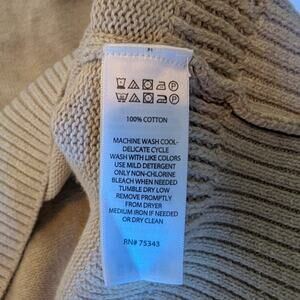 100% COTTON
MACHINE WASH COOL-
DELICATE CYCLE
WASH WITH LIKE COLORS
USE MILD DETERGENT
ONLY NON-CHLORINE
BLEACH WHEN NEEDED
TUMBLE DRY LOW
REMOVE PROMPTLY
FROM DRYER
MEDIUM IRON IF NEEDED
OR DRY CLEAN
RN# 75343